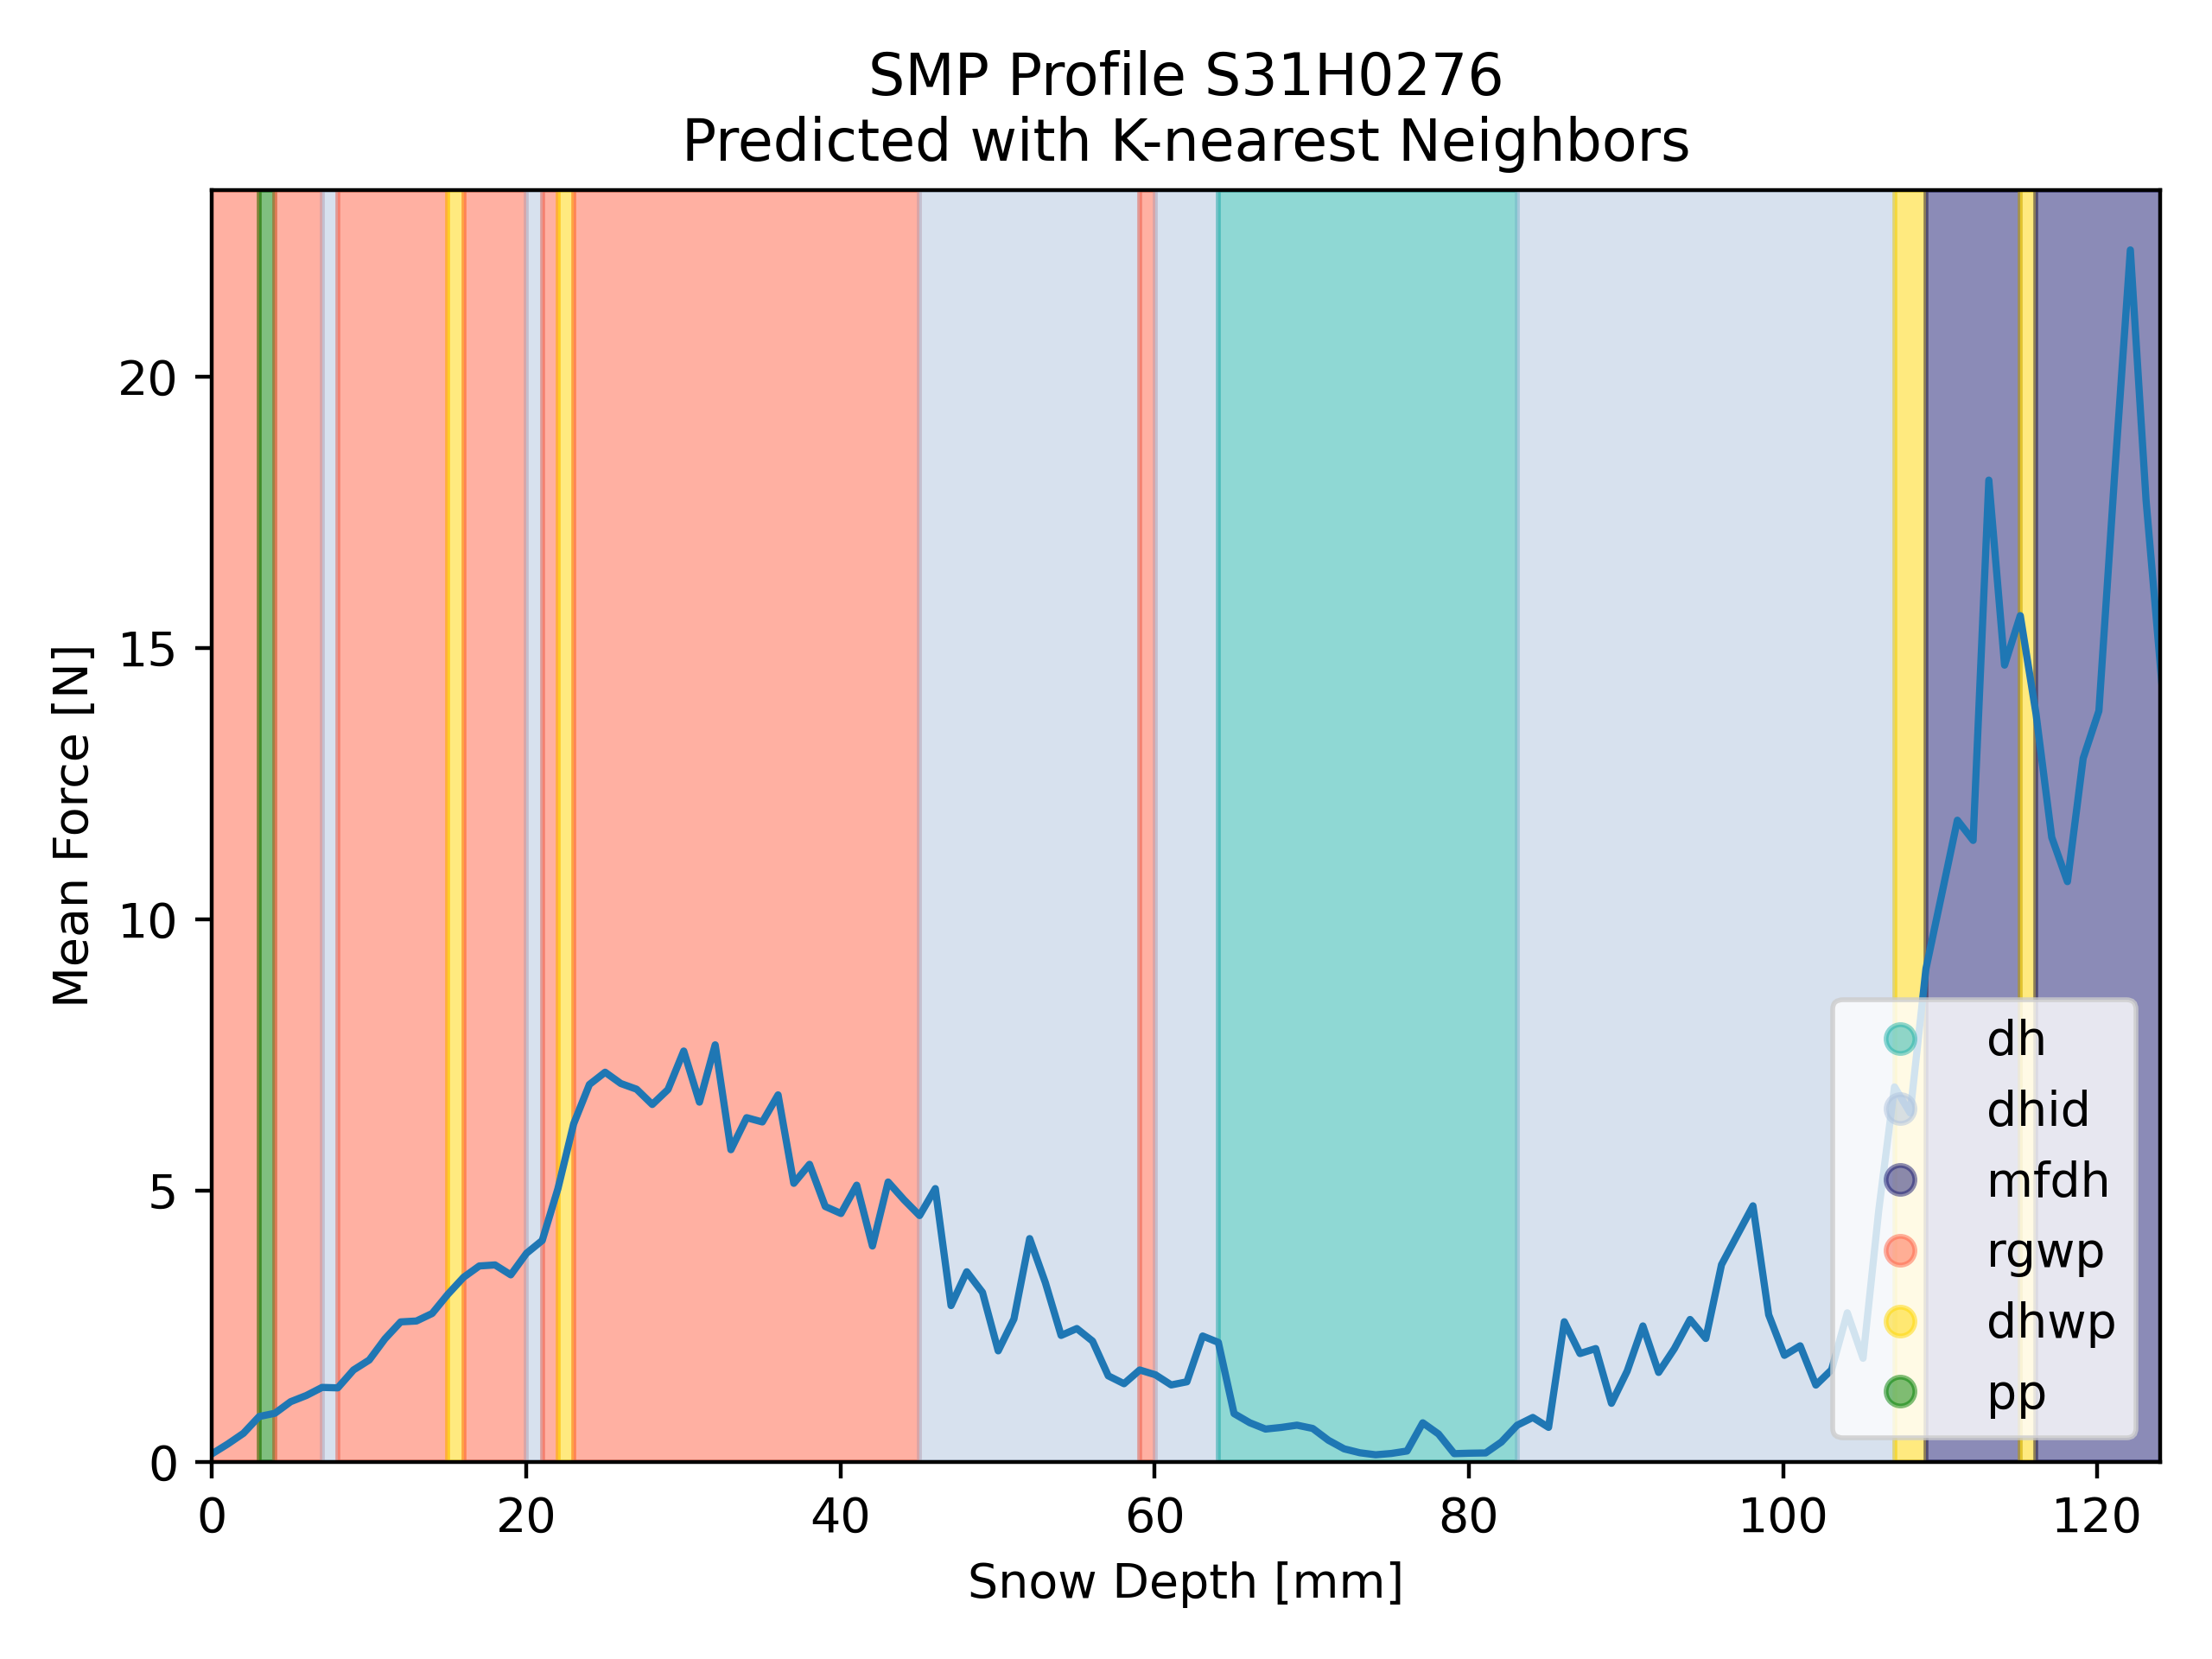 SMP Profile S31H0276
Predicted with K-nearest Neighbors
Mean Force [N]
20
15
10
5
0
dh
dhid
mfdh
rgwp
dhwp
pp
0 20 40 60 80 100 120
Snow Depth [mm]